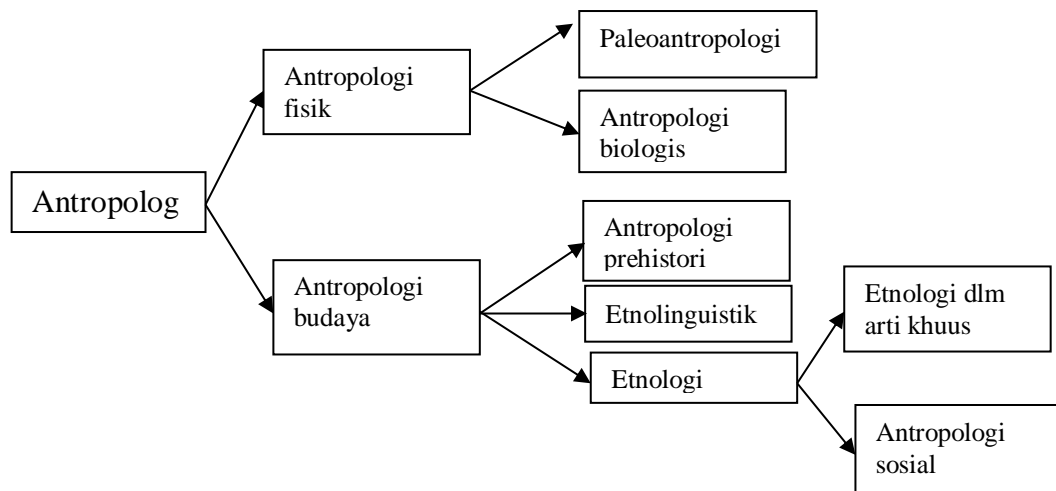 Antropolog
Antropologi
fisik
Paleoantropologi
Antropologi
biologis
Antropologi
budaya
Antropologi
prehistori
Etnolinguistik
Etnologi
Etnologi dlm
arti khuus
Antropologi
sosial